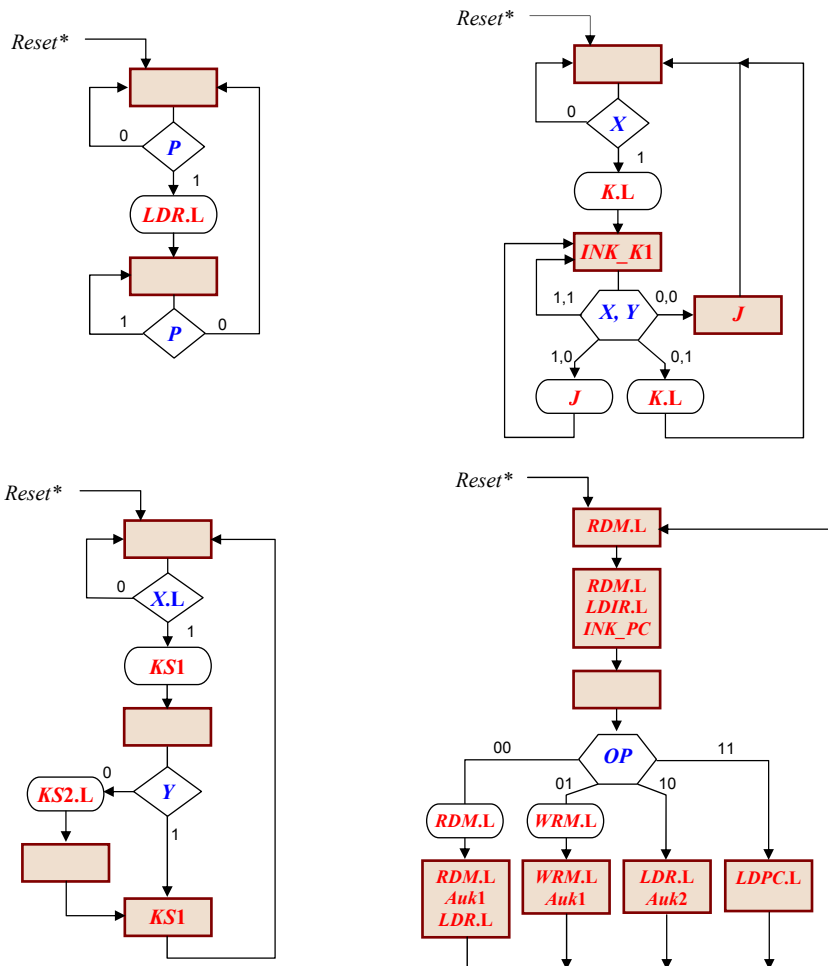 Reset*
0
P
1
LDR.L
1
P
0
Reset*
0
X
1
K.L
INK_K1
1,1
X, Y
0,0
J
1,0
0,1
J
K.L
Reset*
0
X.L
1
KS1
0
KS2.L
Y
1
KS1
Reset*
RDM.L
RDM.L
LDIR.L
INK_PC
00
OP
11
01
10
RDM.L
WRM.L
RDM.L
Auk1
LDR.L
WRM.L
Auk1
LDR.L
Auk2
LDPC.L